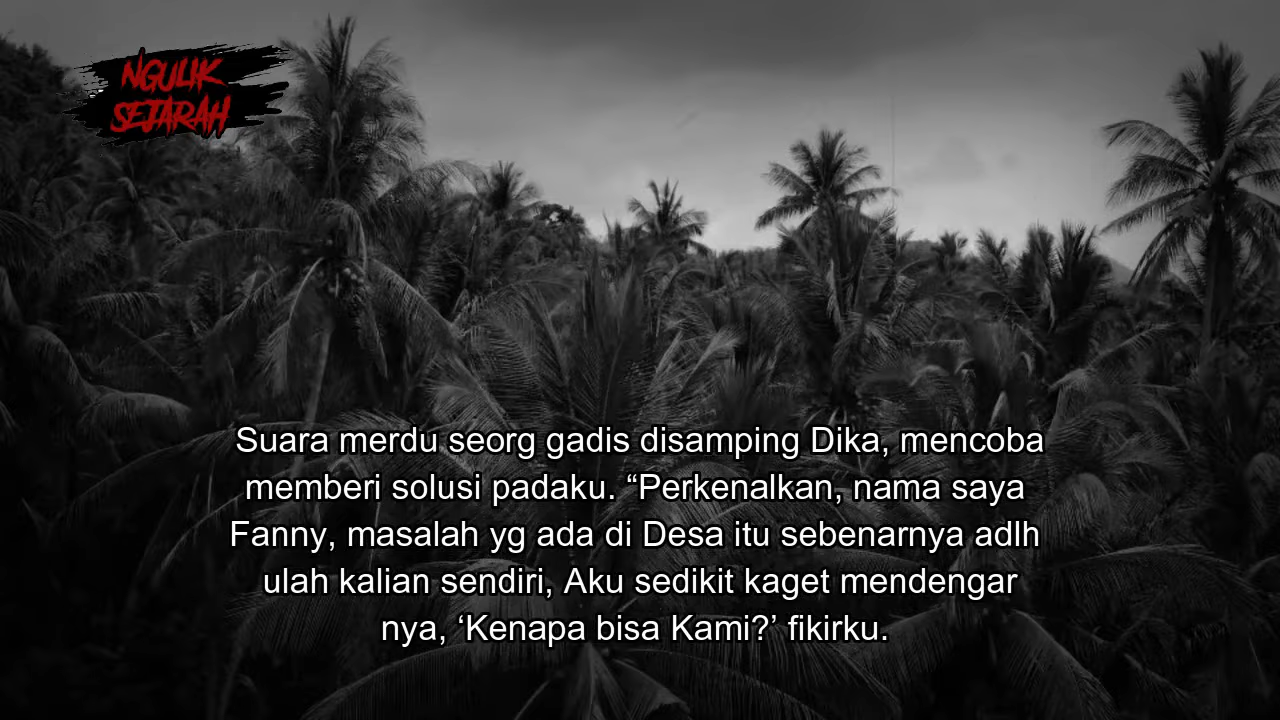 NGULIK
SEJARAH
Suara merdu seorg gadis disamping Dika, mencoba
memberi solusi padaku. “Perkenalkan, nama saya
Fanny, masalah yg ada di Desa itu sebenarnya adlh
ulah kalian sendiri, Aku sedikit kaget mendengar
nya, ‘Kenapa bisa Kami?’ fikirku.